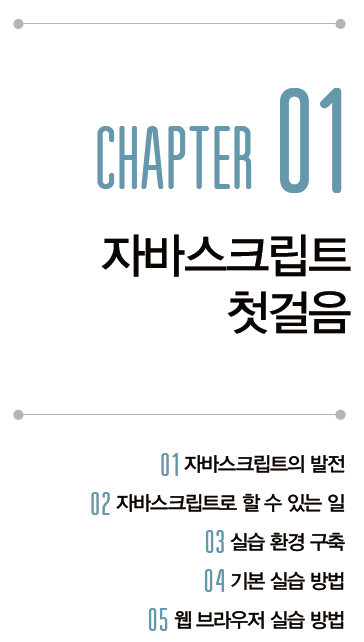 CHAPTER 01
자바스크립트
첫걸음
01 자바스크립트의 발전
02 자바스크립트로 할 수 있는 일
03 실습 환경 구축
04 기본 실습 방법
05 웹 브라우저 실습 방법